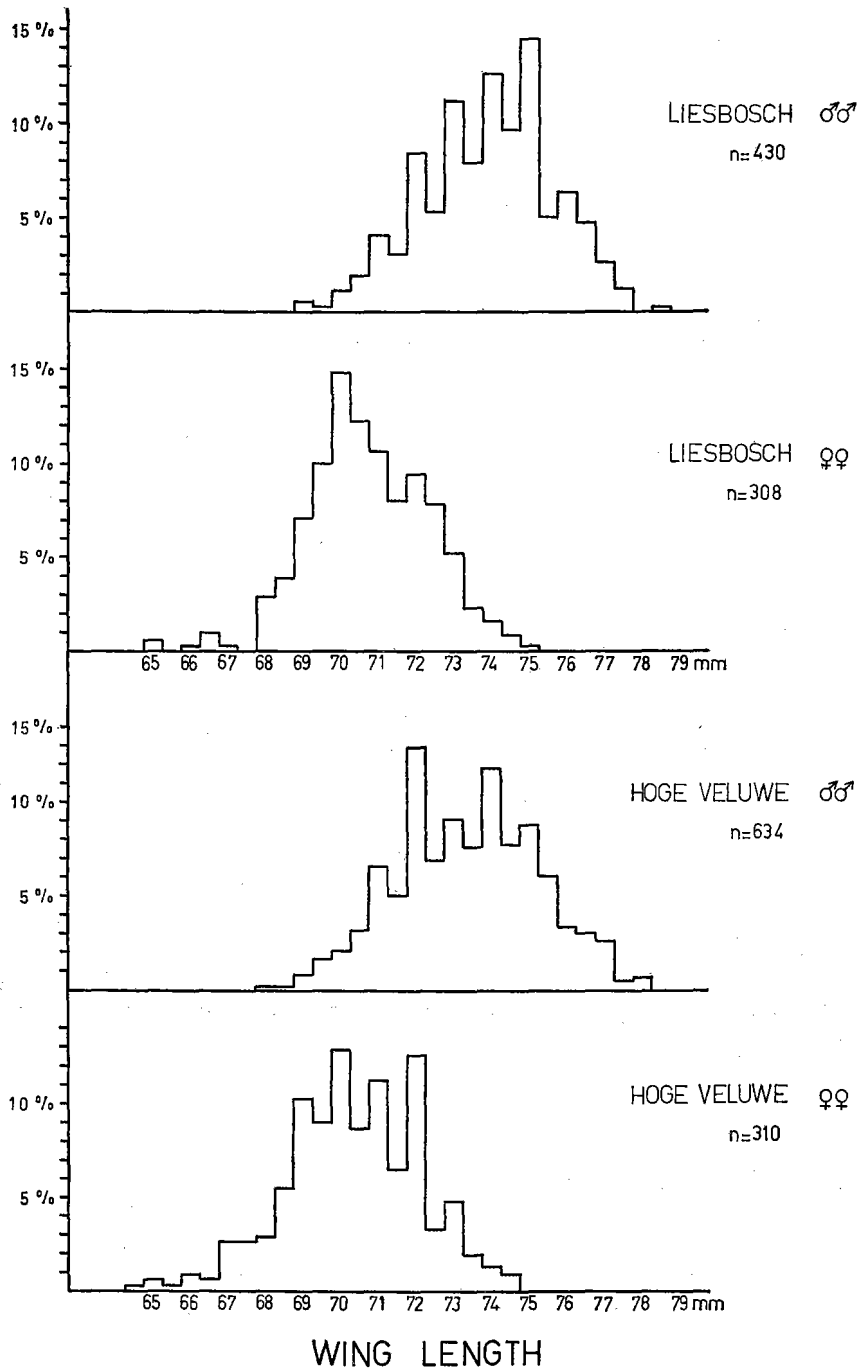 15 %
10 %
5 %
LIESBOSCH ♂♂
n=430
15 %
10 %
5 %
LIESBOSCH ♀♀
n=308
65 66 67 68 69 70 71 72 73 74 75 76 77 78 79 mm
15 %
10 %
5 %
HOGE VELUWE ♂♂
n=634
10 %
5 %
HOGE VELUWE ♀♀
n=310
65 66 67 68 69 70 71 72 73 74 75 76 77 78 79 mm
WING LENGTH